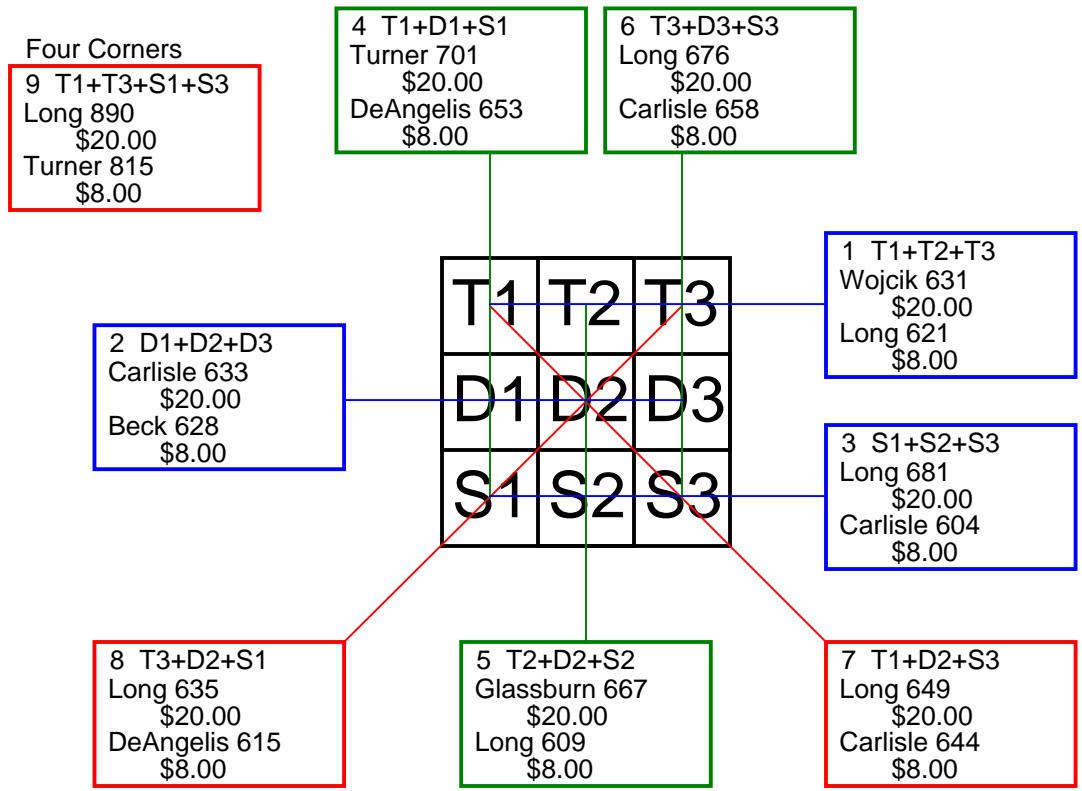 Four Corners
9 T1+T3+S1+S3
Long 890
$20.00
Turner 815
$8.00
4 T1+D1+S1
Turner 701
$20.00
DeAngelis 653
$8.00
6 T3+D3+S3
Long 676
$20.00
Carlisle 658
$8.00
1 T1+T2+T3
Wojcik 631
$20.00
Long 621
$8.00
2 D1+D2+D3
Carlisle 633
$20.00
Beck 628
$8.00
T1 T2 T3
D1 D2 D3
S1 S2 S3
3 S1+S2+S3
Long 681
$20.00
Carlisle 604
$8.00
8 T3+D2+S1
Long 635
$20.00
DeAngelis 615
$8.00
5 T2+D2+S2
Glassburn 667
$20.00
Long 609
$8.00
7 T1+D2+S3
Long 649
$20.00
Carlisle 644
$8.00